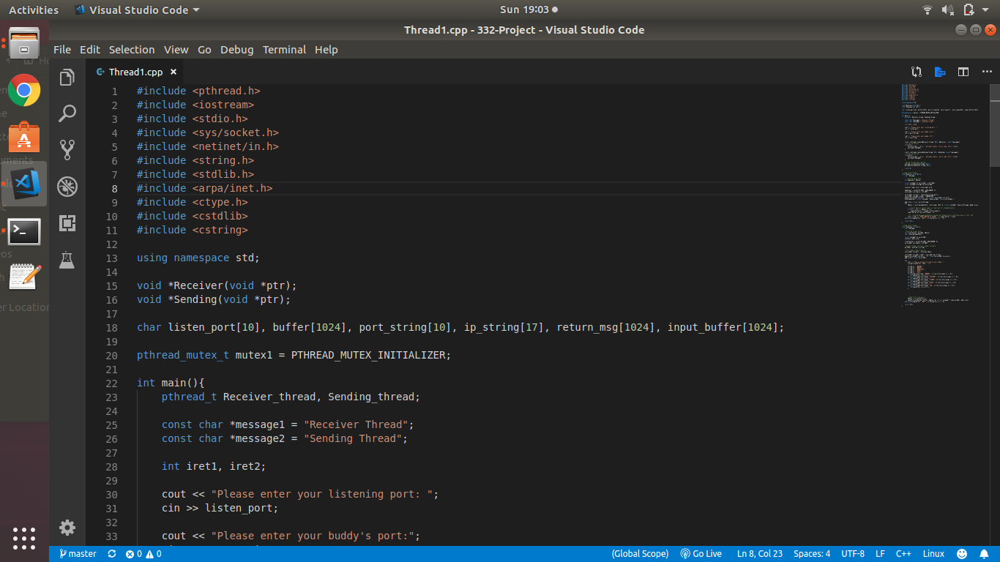 Activities
Visual Studio Code
Sun 19:03
Thread1.cpp - 332-Project - Visual Studio Code
File Edit Selection View Go Debug Terminal Help
Thread1.cpp
1 #include <pthread.h>
2 #include <iostream>
3 #include <stdio.h>
4 #include <sys/socket.h>
5 #include <netinet/in.h>
6 #include <string.h>
7 #include <stdlib.h>
8 #include <arpa/inet.h>
9 #include <ctype.h>
10 #include <cstdlib>
11 #include <cstring>
12
13 using namespace std;
14
15 void *Receiver(void *ptr);
16 void *Sending(void *ptr);
17
18 char listen_port[10], buffer[1024], port_string[10], ip_string[17], return_msg[1024], input_buffer[1024];
19
20 pthread_mutex_t mutex1 = PTHREAD_MUTEX_INITIALIZER;
21
22 int main(){
23 pthread_t Receiver_thread, Sending_thread;
24
25 const char *message1 = "Receiver Thread";
26 const char *message2 = "Sending Thread";
27
28 int iret1, iret2;
29
30 cout << "Please enter your listening port: ";
31 cin >> listen_port;
32
33 cout << "Please enter your buddy's port:";
master 0 0 (Global Scope) Go Live Ln 8, Col 23 Spaces: 4 UTF-8 LF C++ Linux